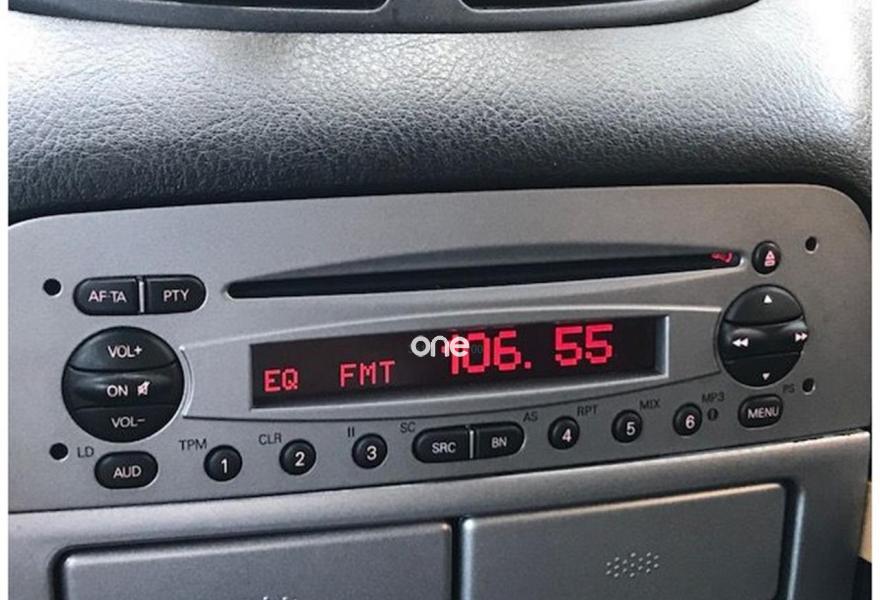 AF-TA PTY
VOL+
ON
VOL-
EQ FMT 106.55
one
LD
AUD
TPM 1
CLR 2
II 3
SC
SRC BN
AS
4 RPT
5 MIX
6 MP3
MENU
PS